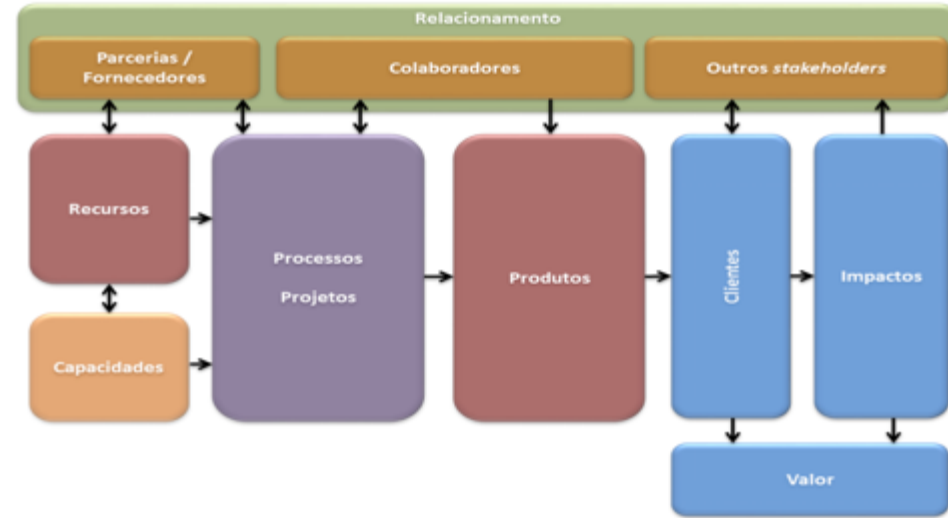 Relacionamento
Parcerias /
Fornecedores
Colaboradores
Outros stakeholders
Recursos
Capacidades
Processos
Projetos
Produtos
Clientes
Impactos
Valor